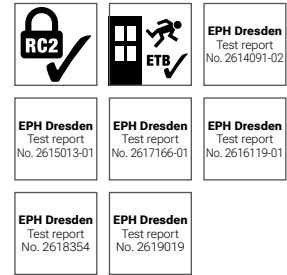 RC2
ETB
EPH Dresden
Test report
No. 2614091-02
EPH Dresden
Test report
No. 2615013-01
EPH Dresden
Test report
No. 2617166-01
EPH Dresden
Test report
No. 2616119-01
EPH Dresden
Test report
No. 2618354
EPH Dresden
Test report
No. 2619019